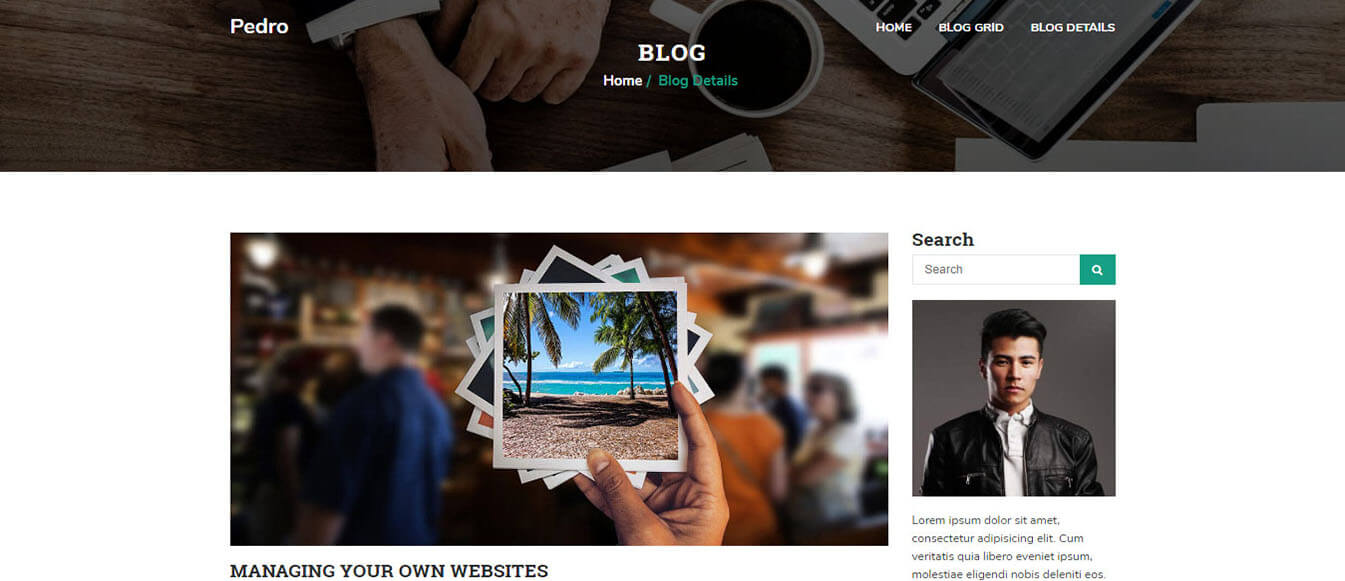 Pedro
HOME BLOG GRID BLOG DETAILS
BLOG
Home / Blog Details
Search
Search
Lorem ipsum dolor sit amet,
consectetur adipisicing elit. Cum
veritatis quia libero eveniet ipsum,
molestiae eligendi nobis deleniti eos.
MANAGING YOUR OWN WEBSITES